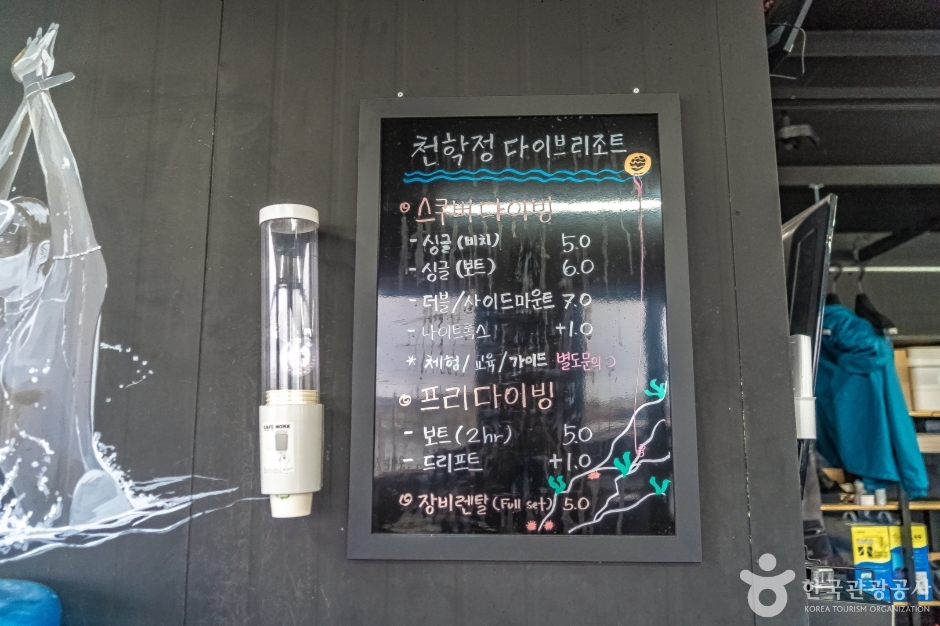 천학정 다이브리조트
스쿠버다이빙
- 싱글 (비치) 5.0
- 싱글 (보트) 6.0
- 더블/사이드마운트 7.0
- 나이트록스 +1.0
* 체험/교육/가이드 별도문의
프리다이빙
- 보트 (2hr) 5.0
- 드리프트 +1.0
장비렌탈 (Full set) 5.0
한국관광공사
KOREA TOURISM ORGANIZATION